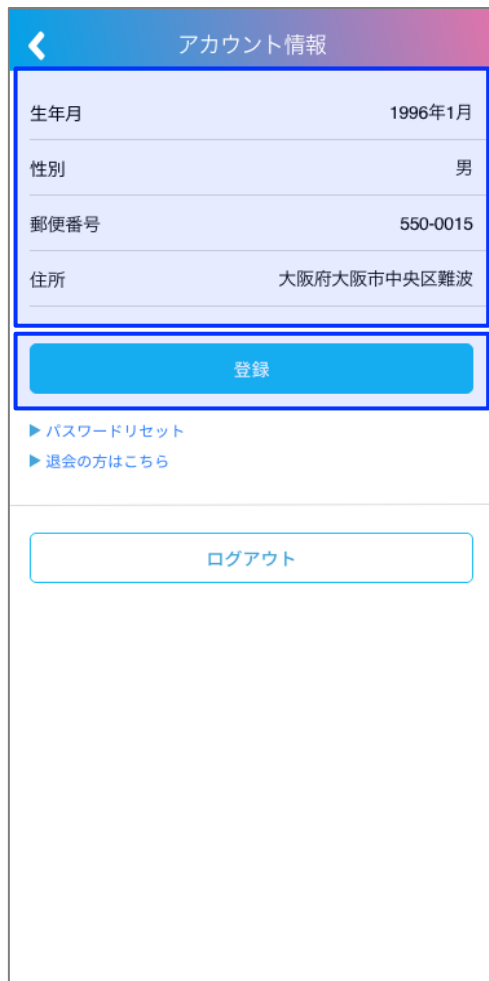 アカウント情報
生年月 1996年1月
性別 男
郵便番号 550-0015
住所 大阪府大阪市中央区難波
登録
▶ パスワードリセット
▶ 退会の方はこちら
ログアウト